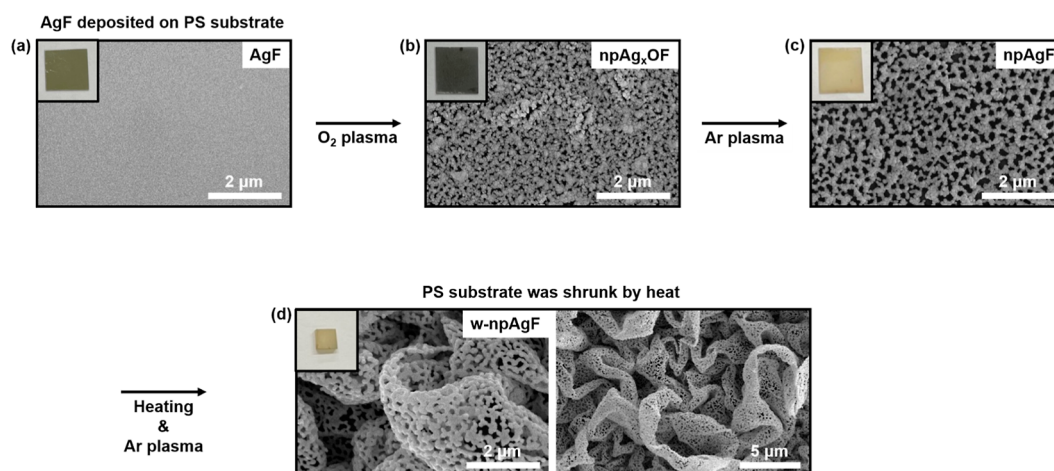 AgF deposited on PS substrate
(a)
AgF
2 μm
O₂ plasma
(b)
npAgₓOF
2 μm
Ar plasma
(c)
npAgF
2 μm
Heating
&
Ar plasma
PS substrate was shrunk by heat
(d)
w-npAgF
2 μm
5 μm